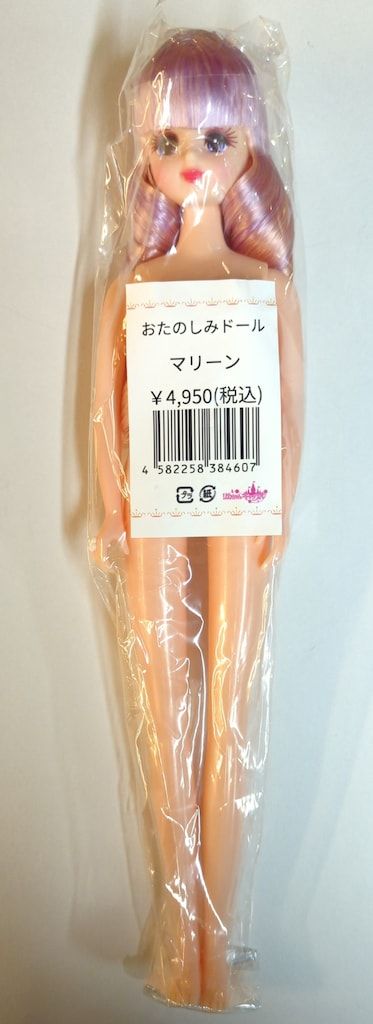 おたのしみドール
マリーン
￥4,950(税込)
4 582258 384607
プラ 紙